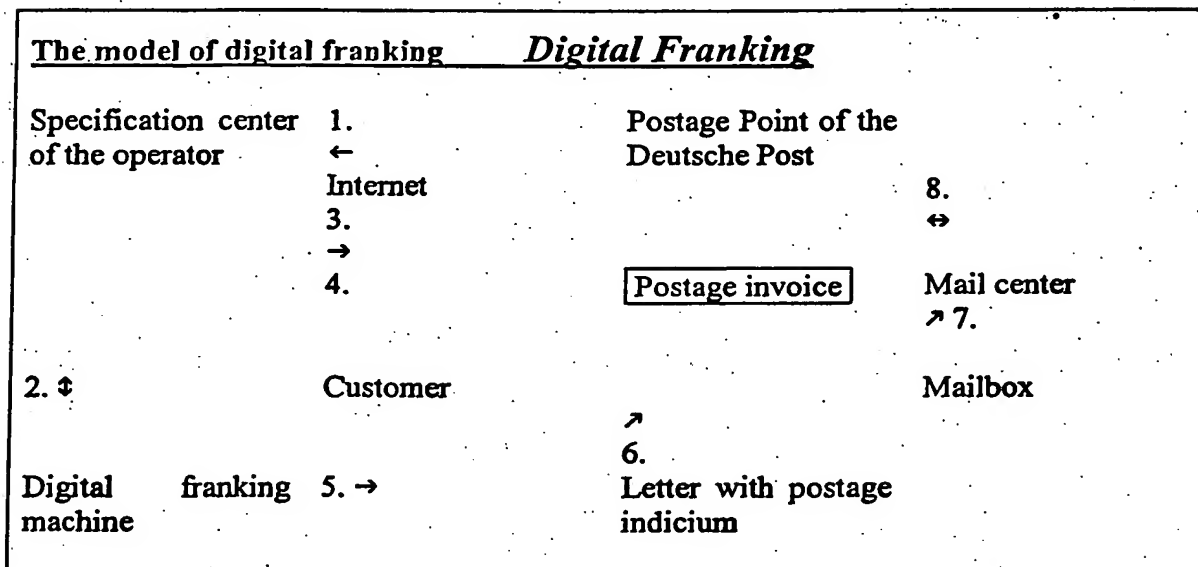 The model of digital franking Digital Franking
Specification center 1. Postage Point of the
of the operator ← Deutsche Post
Internet 8.
3. ↔
→
4. Postage invoice Mail center
↗ 7.
2. ↕ Customer Mailbox
↗
6.
Digital franking 5. → Letter with postage
machine indicium